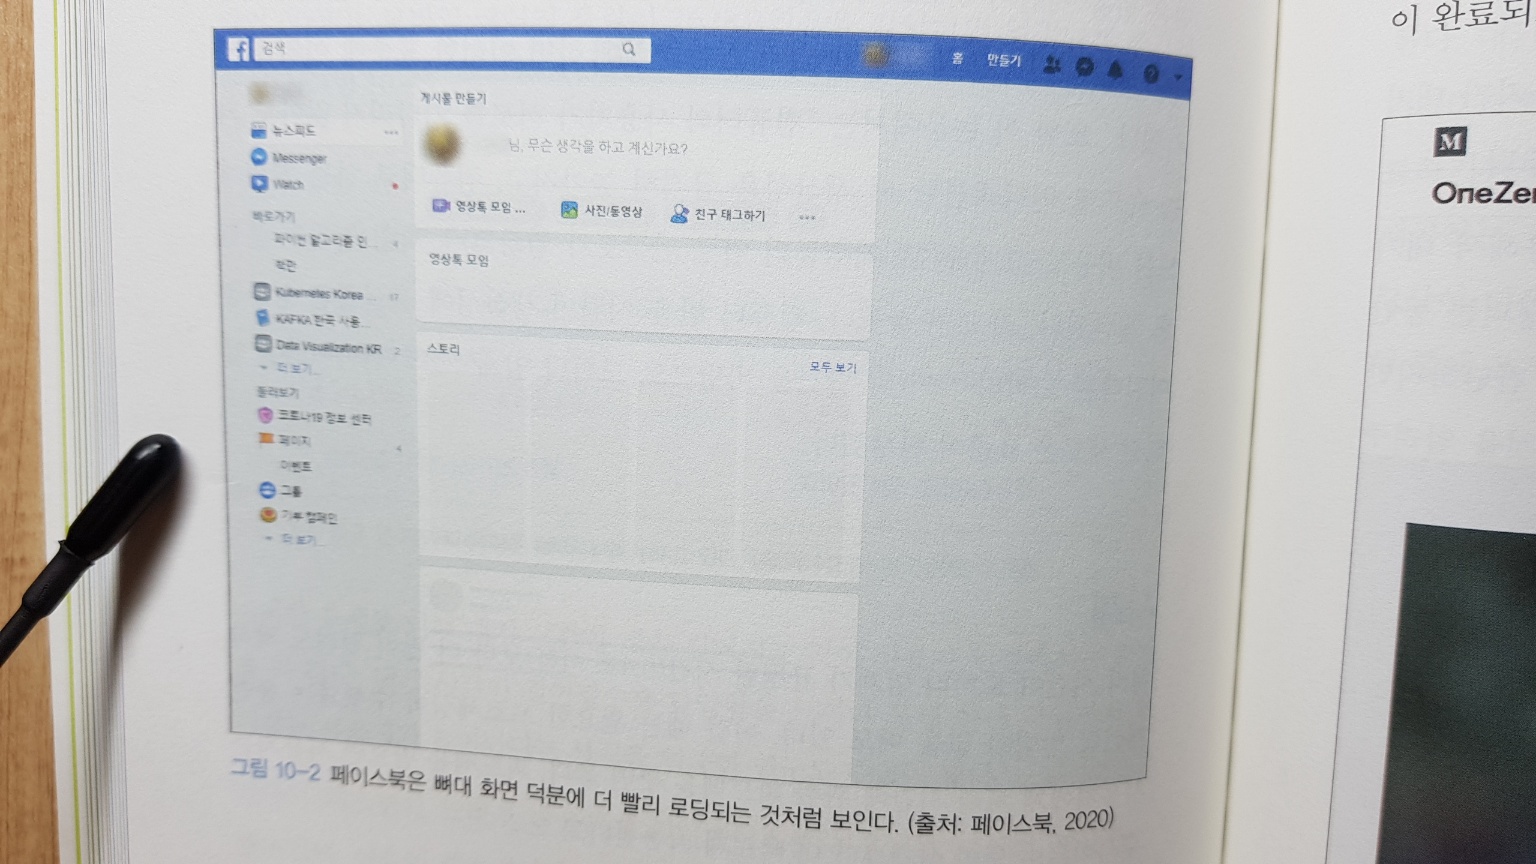 검색
홈 만들기
뉴스피드
Messenger
Watch
바로가기
파이썬 알고리즘 인... 4
Kubernetes Korea ... 17
KAFKA 한국 사용...
Data Visualization KR 2
더 보기...
둘러보기
코로나19 정보 센터
페이지 4
이벤트
그룹
기부 캠페인
더 보기...
게시물 만들기
님, 무슨 생각을 하고 계신가요?
영상톡 모임 ... 사진/동영상 친구 태그하기 ...
영상톡 모임
스토리
모두 보기
그림 10-2 페이스북은 뼈대 화면 덕분에 더 빨리 로딩되는 것처럼 보인다. (출처: 페이스북, 2020)
이 완료되
M
OneZe